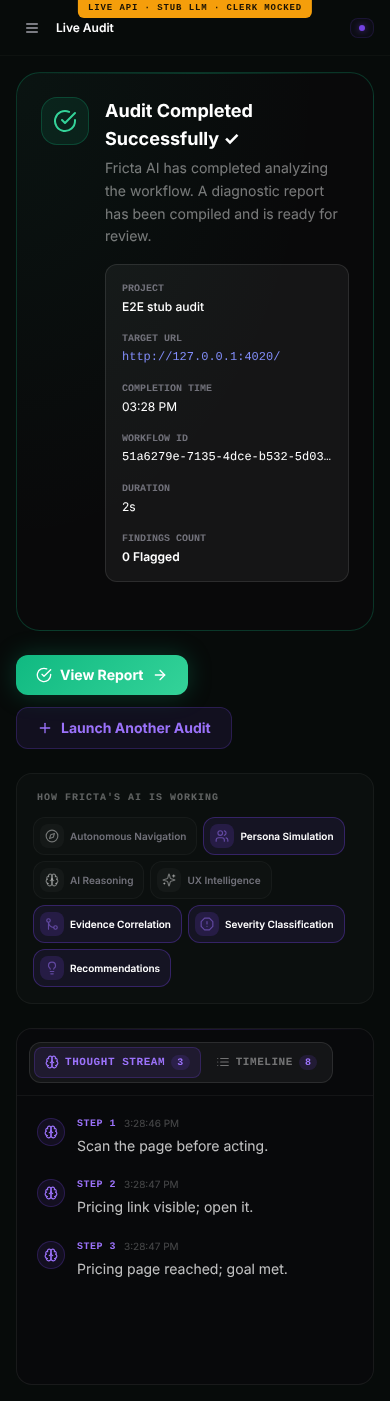 LIVE API · STUB LLM · CLERK MOCKED
Live Audit
Audit Completed
Successfully ✓
Fricta AI has completed analyzing
the workflow. A diagnostic report
has been compiled and is ready for
review.
PROJECT
E2E stub audit
TARGET URL
http://127.0.0.1:4020/
COMPLETION TIME
03:28 PM
WORKFLOW ID
51a6279e-7135-4dce-b532-5d03…
DURATION
2s
FINDINGS COUNT
0 Flagged
View Report →
+ Launch Another Audit
HOW FRICTA'S AI IS WORKING
Autonomous Navigation
Persona Simulation
AI Reasoning
UX Intelligence
Evidence Correlation
Severity Classification
Recommendations
THOUGHT STREAM 3
TIMELINE 8
STEP 1 3:28:46 PM
Scan the page before acting.
STEP 2 3:28:47 PM
Pricing link visible; open it.
STEP 3 3:28:47 PM
Pricing page reached; goal met.